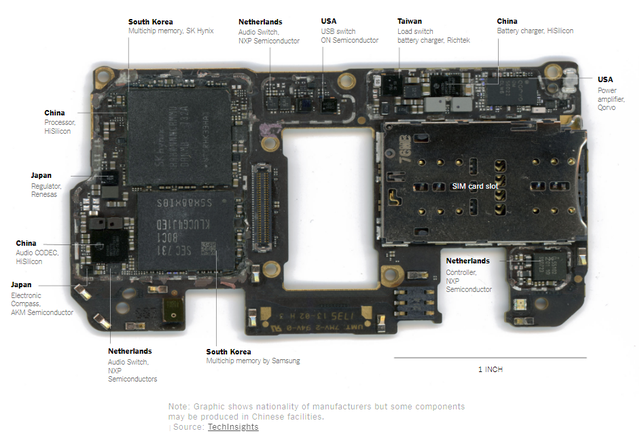 South Korea
Multichip memory, SK Hynix
Netherlands
Audio Switch,
NXP Semiconductor
USA
USB switch
ON Semiconductor
Taiwan
Load switch
battery charger, Richtek
China
Battery charger, HiSilicon
USA
Power
amplifier,
Qorvo
China
Processor,
HiSilicon
Japan
Regulator,
Renesas
SIM card slot
China
Audio CODEC,
HiSilicon
SEC 731
B0C1
KLUCG4J1ED
Netherlands
Controller,
NXP
Semiconductor
Japan
Electronic
Compass,
AKM Semiconductor
Netherlands
Audio Switch,
NXP
Semiconductors
South Korea
Multichip memory by Samsung
1 INCH
Note: Graphic shows nationality of manufacturers but some components
may be produced in Chinese facilities.
Source: TechInsights